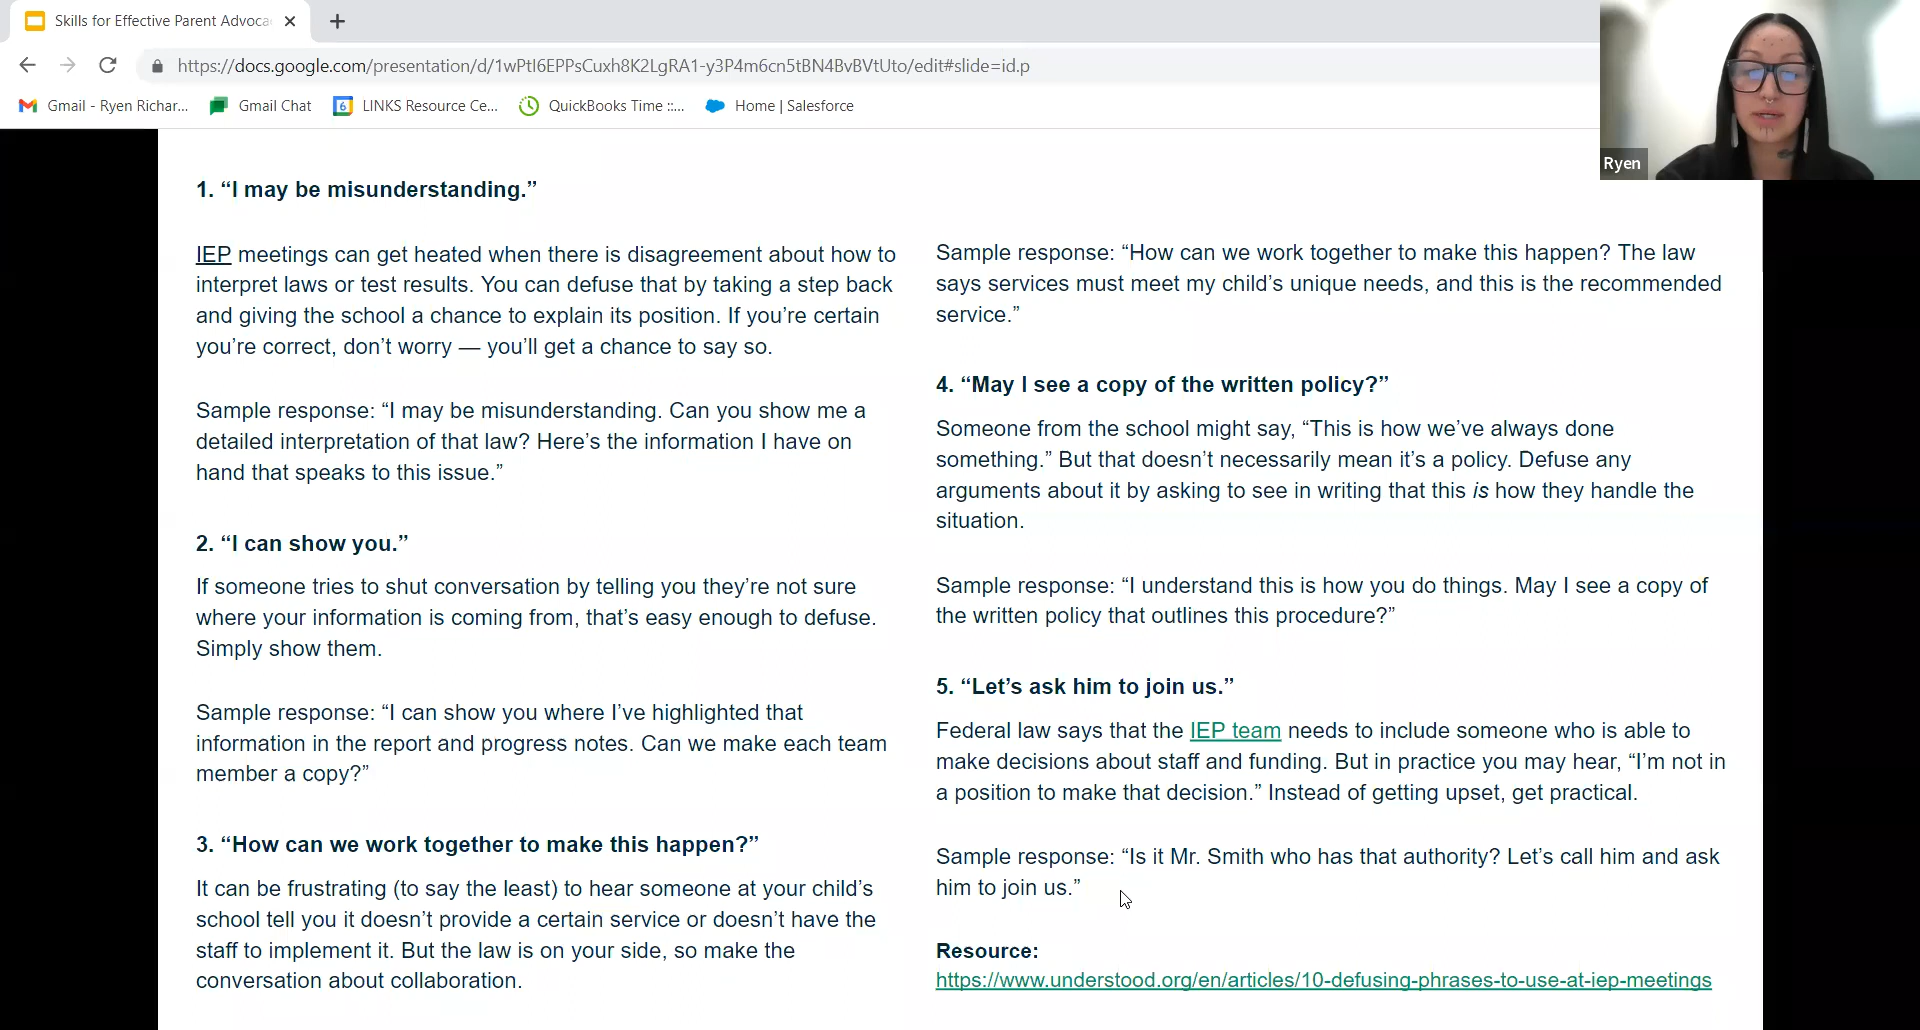 Skills for Effective Parent Advoca
https://docs.google.com/presentation/d/1wPtI6EPPsCuxh8K2LgRA1-y3P4m6cn5tBN4BvBVtUto/edit#slide=id.p
Gmail - Ryen Richar...
Gmail Chat
6
LINKS Resource Ce...
QuickBooks Time ::...
Home | Salesforce
Ryen
1. “I may be misunderstanding.”
IEP meetings can get heated when there is disagreement about how to
interpret laws or test results. You can defuse that by taking a step back
and giving the school a chance to explain its position. If you’re certain
you’re correct, don’t worry — you’ll get a chance to say so.
Sample response: “I may be misunderstanding. Can you show me a
detailed interpretation of that law? Here’s the information I have on
hand that speaks to this issue.”
2. “I can show you.”
If someone tries to shut conversation by telling you they’re not sure
where your information is coming from, that’s easy enough to defuse.
Simply show them.
Sample response: “I can show you where I’ve highlighted that
information in the report and progress notes. Can we make each team
member a copy?”
3. “How can we work together to make this happen?”
It can be frustrating (to say the least) to hear someone at your child’s
school tell you it doesn’t provide a certain service or doesn’t have the
staff to implement it. But the law is on your side, so make the
conversation about collaboration.
Sample response: “How can we work together to make this happen? The law
says services must meet my child’s unique needs, and this is the recommended
service.”
4. “May I see a copy of the written policy?”
Someone from the school might say, “This is how we’ve always done
something.” But that doesn’t necessarily mean it’s a policy. Defuse any
arguments about it by asking to see in writing that this is how they handle the
situation.
Sample response: “I understand this is how you do things. May I see a copy of
the written policy that outlines this procedure?”
5. “Let’s ask him to join us.”
Federal law says that the IEP team needs to include someone who is able to
make decisions about staff and funding. But in practice you may hear, “I’m not in
a position to make that decision.” Instead of getting upset, get practical.
Sample response: “Is it Mr. Smith who has that authority? Let’s call him and ask
him to join us.”
Resource:
https://www.understood.org/en/articles/10-defusing-phrases-to-use-at-iep-meetings